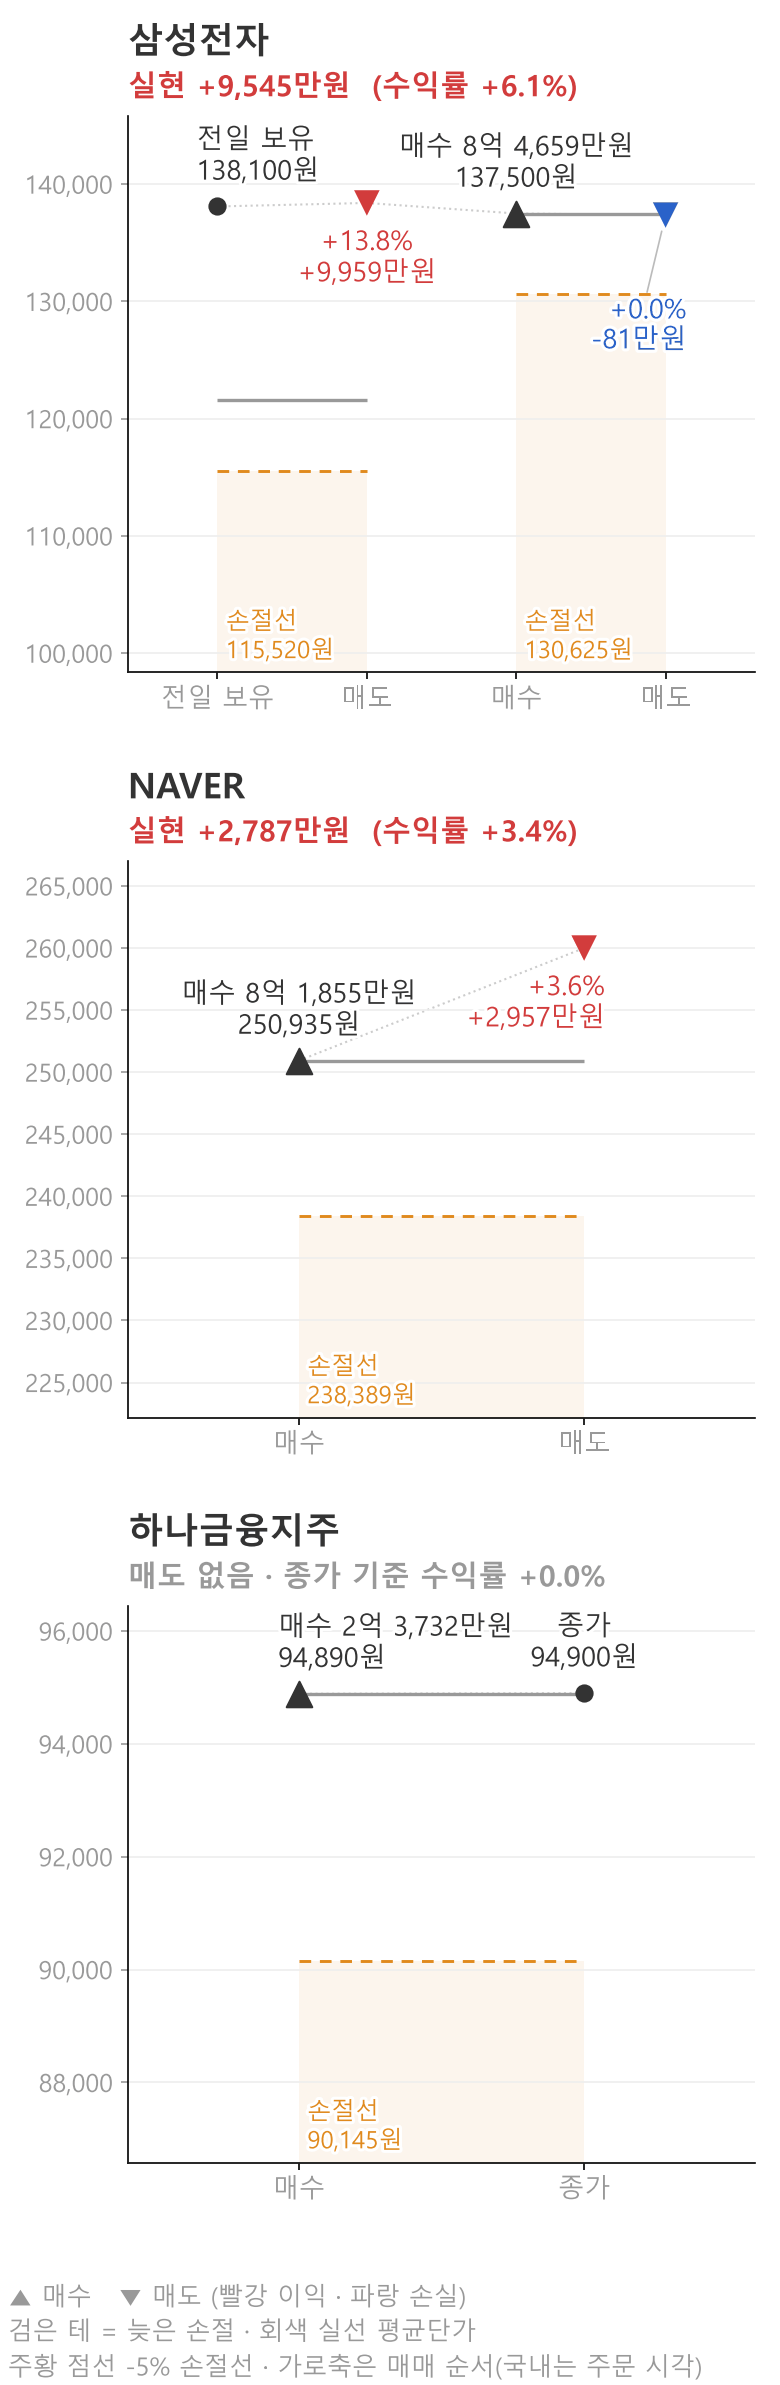 삼성전자
실현 +9,545만원 (수익률 +6.1%)
전일 보유
138,100원
매수 8억 4,659만원
137,500원
140,000
+13.8%
+9,959만원
130,000
+0.0%
-81만원
120,000
110,000
손절선
115,520원
손절선
130,625원
100,000
전일 보유
매도
매수
매도
NAVER
실현 +2,787만원 (수익률 +3.4%)
265,000
260,000
매수 8억 1,855만원
250,935원
+3.6%
+2,957만원
255,000
250,000
245,000
240,000
235,000
230,000
손절선
238,389원
225,000
매수
매도
하나금융지주
매도 없음 · 종가 기준 수익률 +0.0%
96,000
매수 2억 3,732만원
94,890원
종가
94,900원
94,000
92,000
90,000
88,000
손절선
90,145원
매수
종가
▲ 매수 ▼ 매도 (빨강 이익 · 파랑 손실)
검은 테 = 늦은 손절 · 회색 실선 평균단가
주황 점선 -5% 손절선 · 가로축은 매매 순서(국내는 주문 시각)